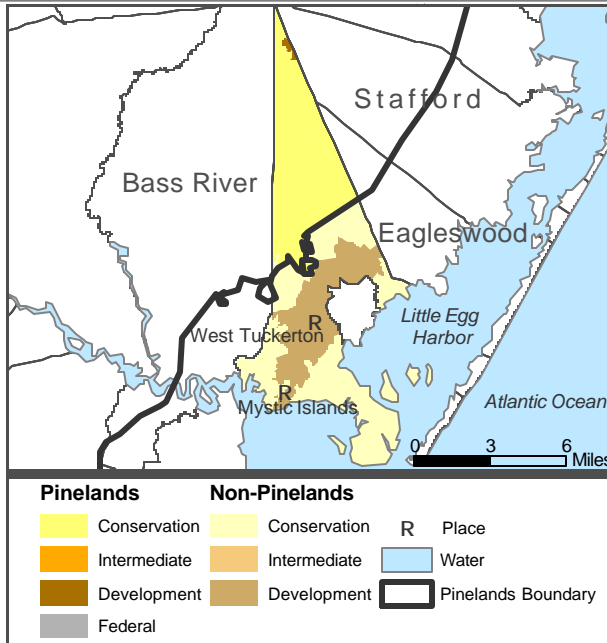 Stafford
Bass River
Eagleswood
R
West Tuckerton
Little Egg
Harbor
R
Mystic Islands
Atlantic Ocean
0 3 6
Miles
Pinelands Non-Pinelands
Conservation Conservation R Place
Intermediate Intermediate Water
Development Development Pinelands Boundary
Federal